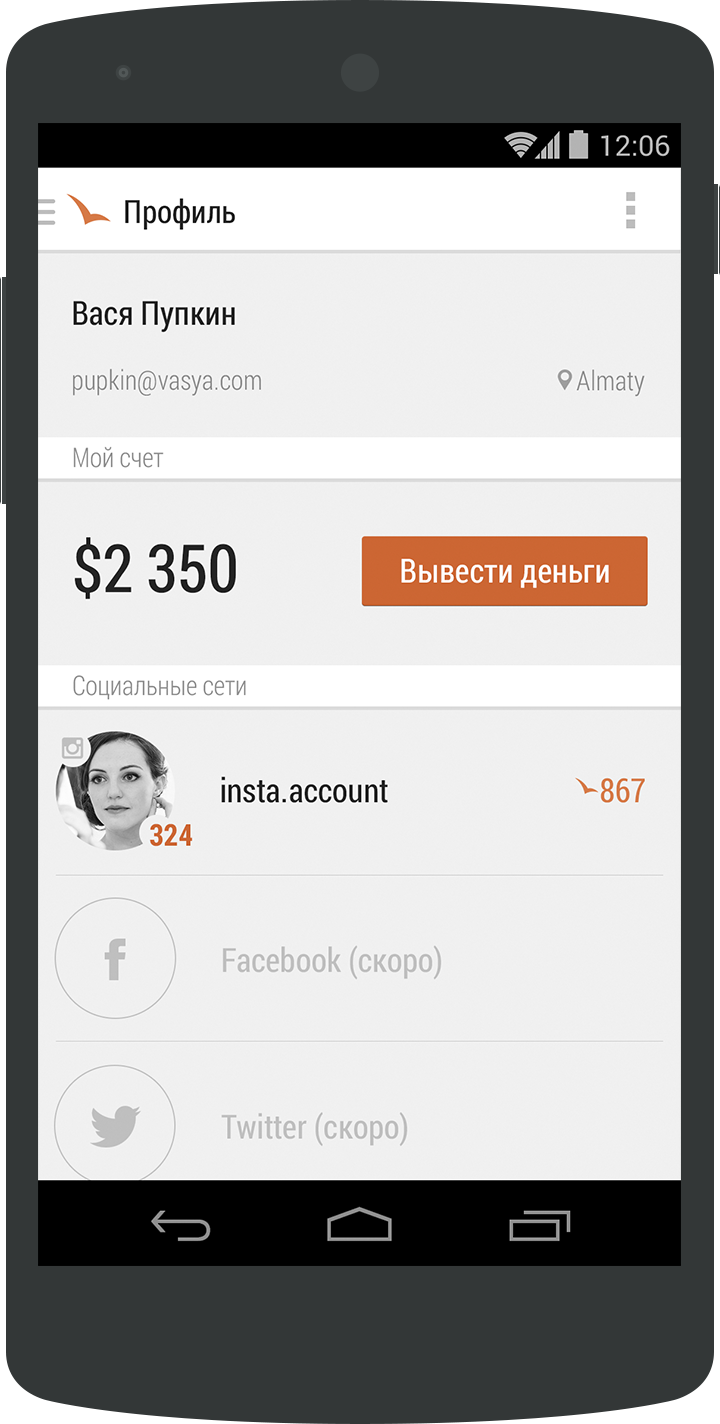 12:06
Профиль
Вася Пупкин
pupkin@vasya.com Almaty
Мой счет
$2 350 Вывести деньги
Социальные сети
insta.account 867
324
Facebook (скоро)
Twitter (скоро)